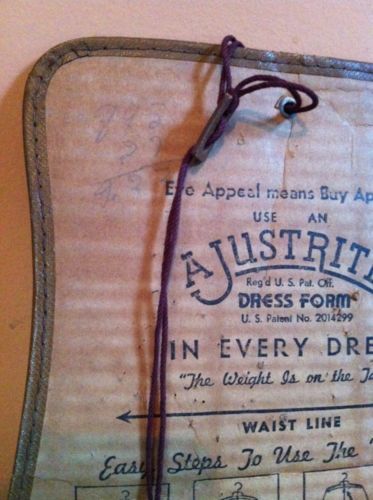 Eye Appeal means Buy Ap
USE AN
AJUSTRITE
Reg'd U. S. Pat. Off.
DRESS FORM
U. S. Patent No. 2014299
IN EVERY DRE
"The Weight Is on the
WAIST LINE
Easy Steps To Use The "